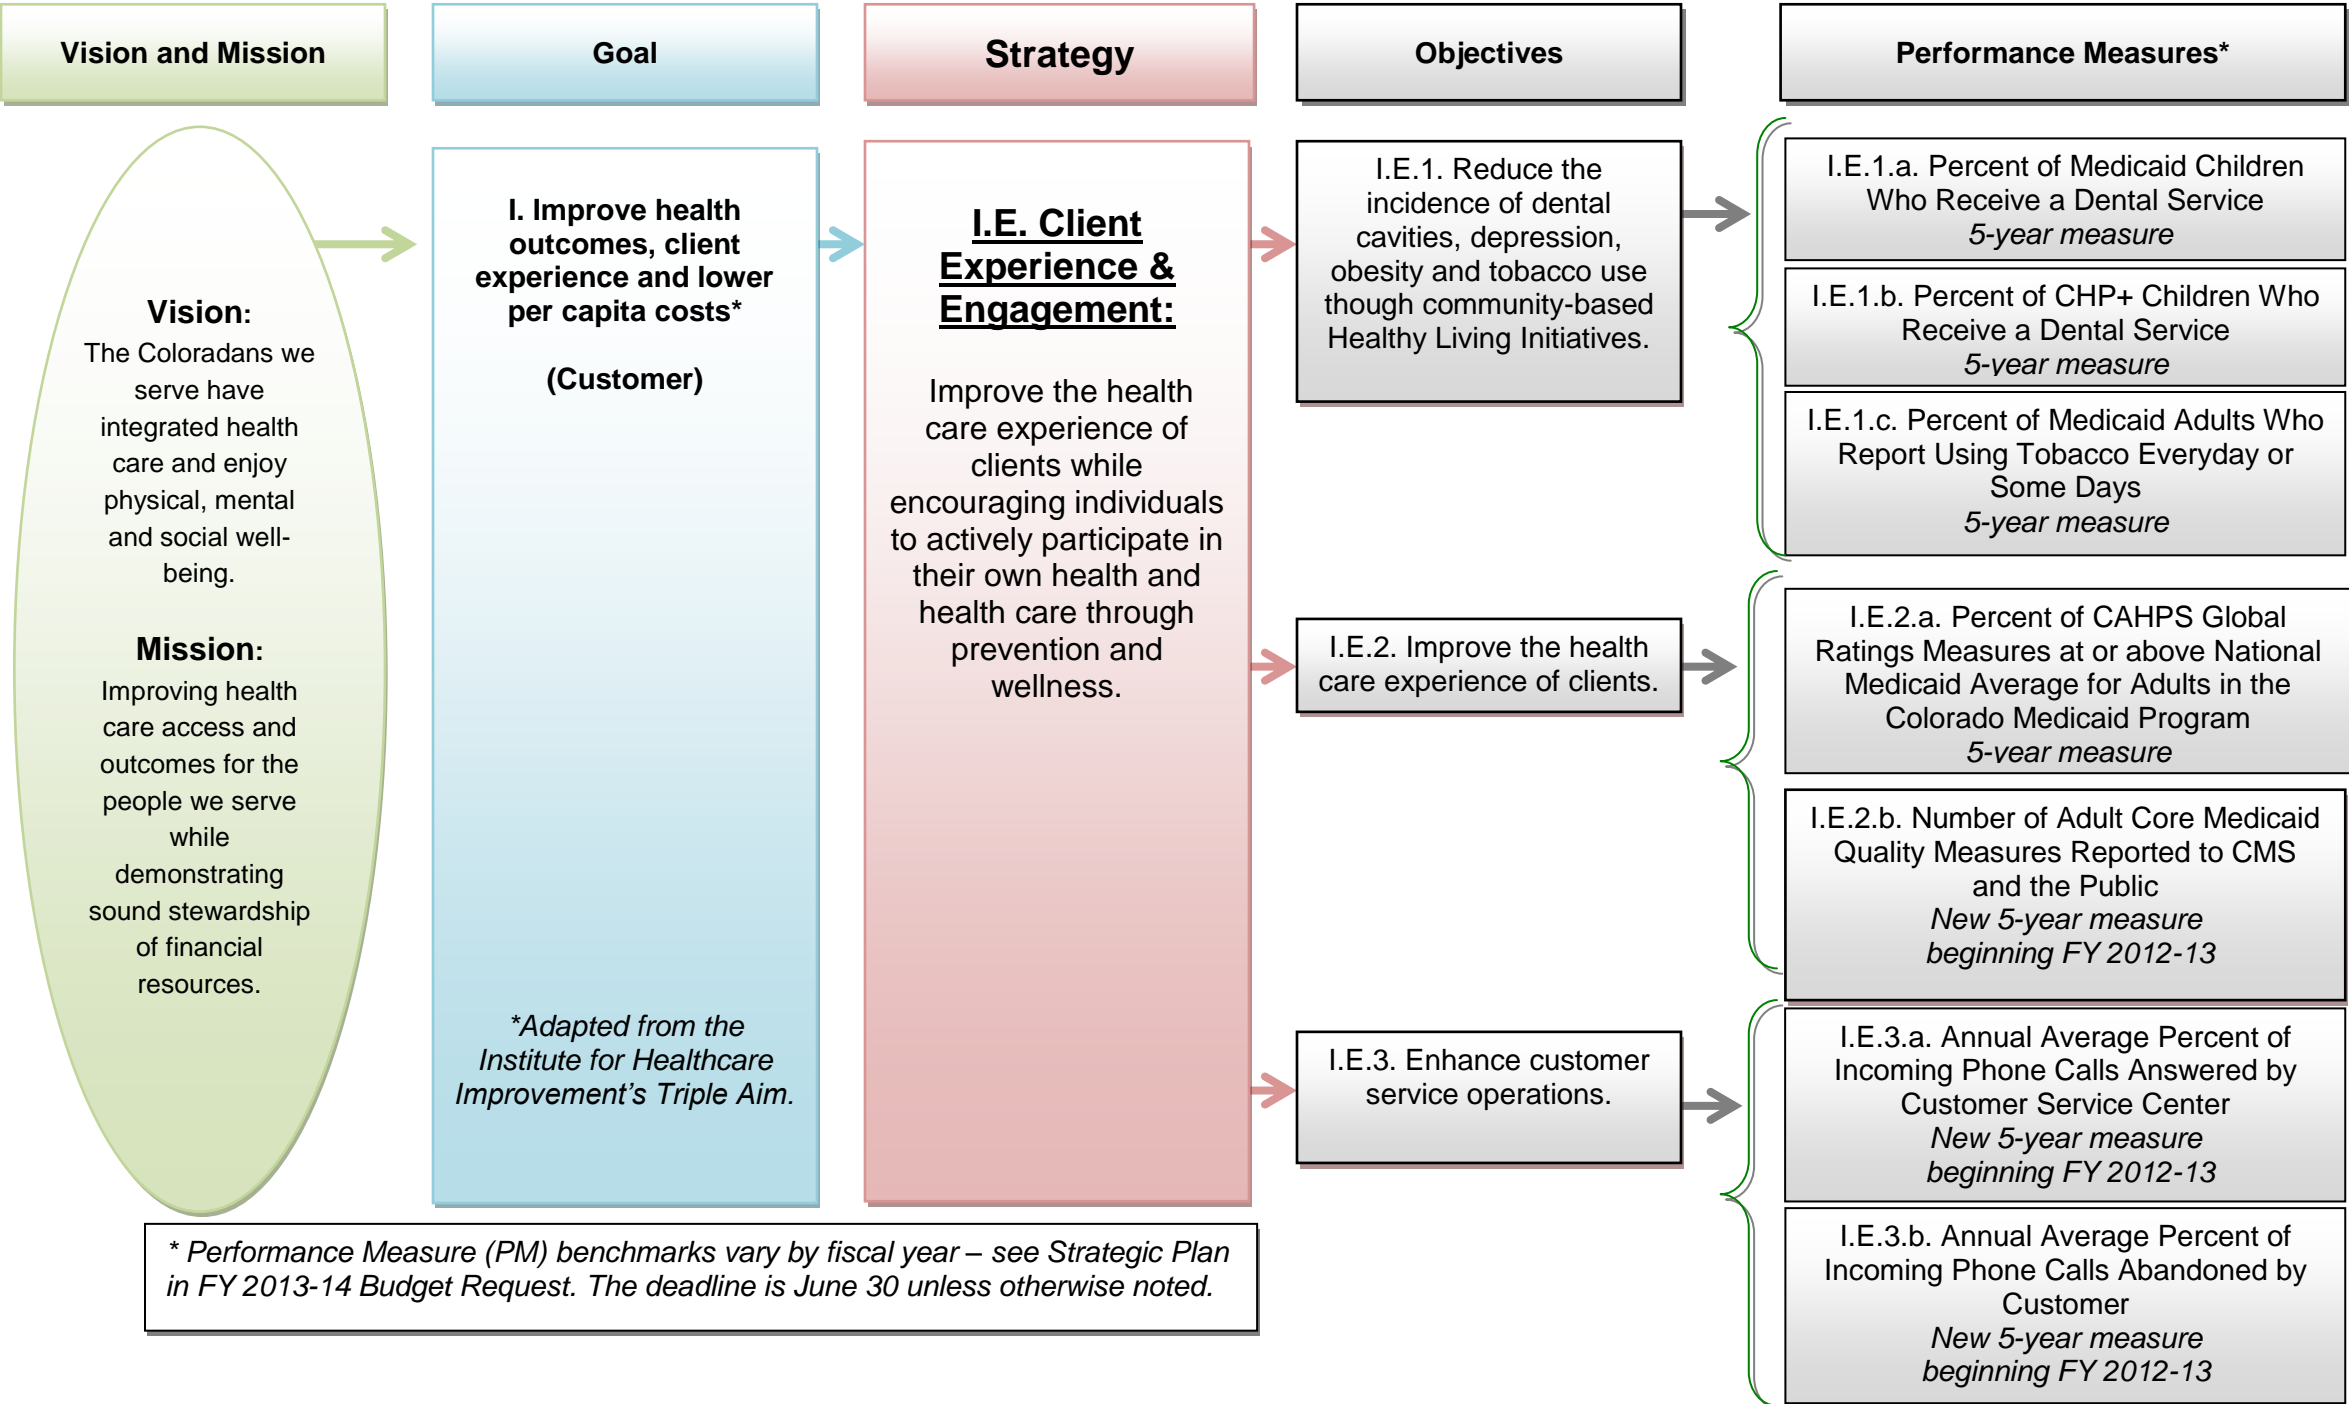 Vision and Mission
Goal
Strategy
Objectives
Performance Measures*
Vision:
The Coloradans we
serve have
integrated health
care and enjoy
physical, mental
and social well-
being.
Mission:
Improving health
care access and
outcomes for the
people we serve
while
demonstrating
sound stewardship
of financial
resources.
I. Improve health
outcomes, client
experience and lower
per capita costs*
(Customer)
*Adapted from the
Institute for Healthcare
Improvement’s Triple Aim.
I.E. Client
Experience &
Engagement:
Improve the health
care experience of
clients while
encouraging individuals
to actively participate in
their own health and
health care through
prevention and
wellness.
I.E.1. Reduce the
incidence of dental
cavities, depression,
obesity and tobacco use
though community-based
Healthy Living Initiatives.
I.E.2. Improve the health
care experience of clients.
I.E.3. Enhance customer
service operations.
I.E.1.a. Percent of Medicaid Children
Who Receive a Dental Service
5-year measure
I.E.1.b. Percent of CHP+ Children Who
Receive a Dental Service
5-year measure
I.E.1.c. Percent of Medicaid Adults Who
Report Using Tobacco Everyday or
Some Days
5-year measure
I.E.2.a. Percent of CAHPS Global
Ratings Measures at or above National
Medicaid Average for Adults in the
Colorado Medicaid Program
5-year measure
I.E.2.b. Number of Adult Core Medicaid
Quality Measures Reported to CMS
and the Public
New 5-year measure
beginning FY 2012-13
I.E.3.a. Annual Average Percent of
Incoming Phone Calls Answered by
Customer Service Center
New 5-year measure
beginning FY 2012-13
I.E.3.b. Annual Average Percent of
Incoming Phone Calls Abandoned by
Customer
New 5-year measure
beginning FY 2012-13
* Performance Measure (PM) benchmarks vary by fiscal year – see Strategic Plan
in FY 2013-14 Budget Request. The deadline is June 30 unless otherwise noted.